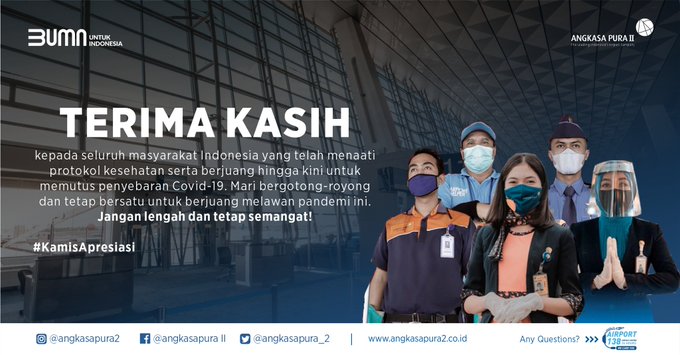 BUMN UNTUK
INDONESIA
ANGKASA PURA II
TERIMA KASIH
kepada seluruh masyarakat Indonesia yang telah menaati
protokol kesehatan serta berjuang hingga kini untuk
memutus penyebaran Covid-19. Mari bergotong-royong
dan tetap bersatu untuk berjuang melawan pandemi ini.
Jangan lengah dan tetap semangat!
#KamisApresiasi
@angkasapura2
@angkasapura II
@angkasapura_2
www.angkasapura2.co.id
Any Questions? >>>
AIRPORT
138